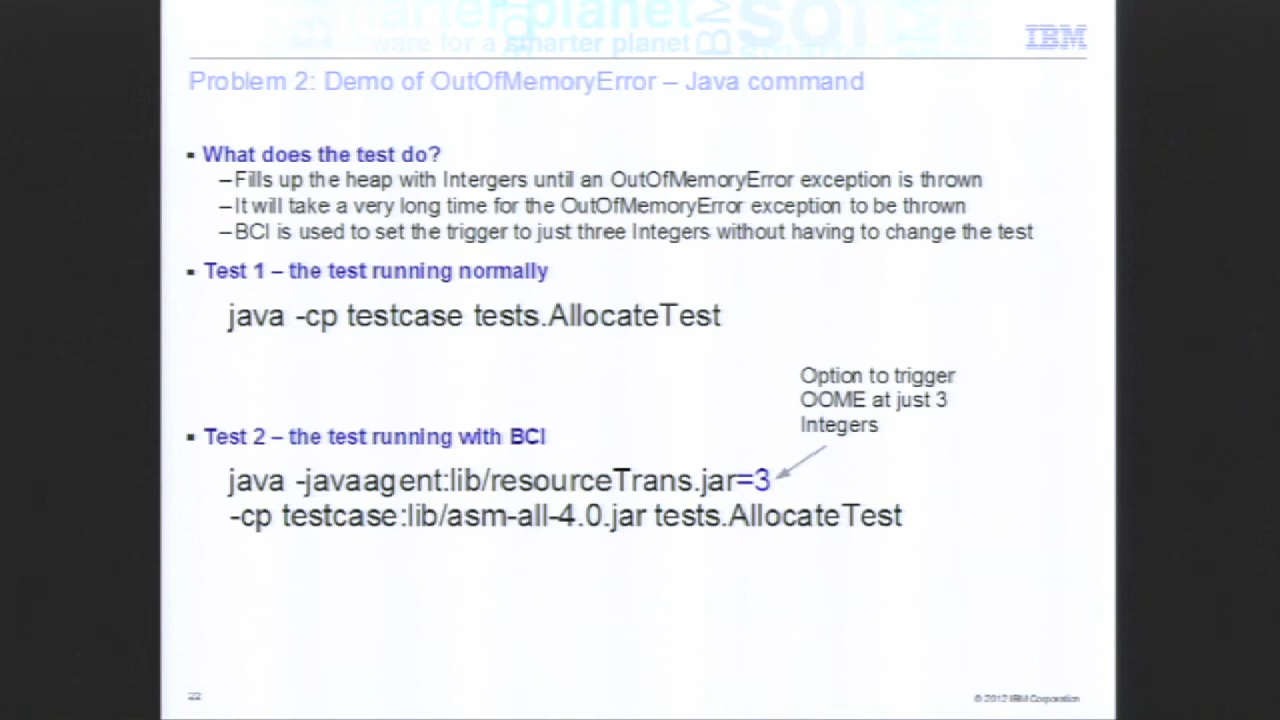 smarter planet
for a smarter planet
IBM
Problem 2: Demo of OutOfMemoryError – Java command
▪ What does the test do?
–Fills up the heap with Intergers until an OutOfMemoryError exception is thrown
–It will take a very long time for the OutOfMemoryError exception to be thrown
–BCI is used to set the trigger to just three Integers without having to change the test
▪ Test 1 – the test running normally
java -cp testcase tests.AllocateTest
Option to trigger
OOME at just 3
Integers
▪ Test 2 – the test running with BCI
java -javaagent:lib/resourceTrans.jar=3
-cp testcase:lib/asm-all-4.0.jar tests.AllocateTest
22
© 2012 IBM Corporation